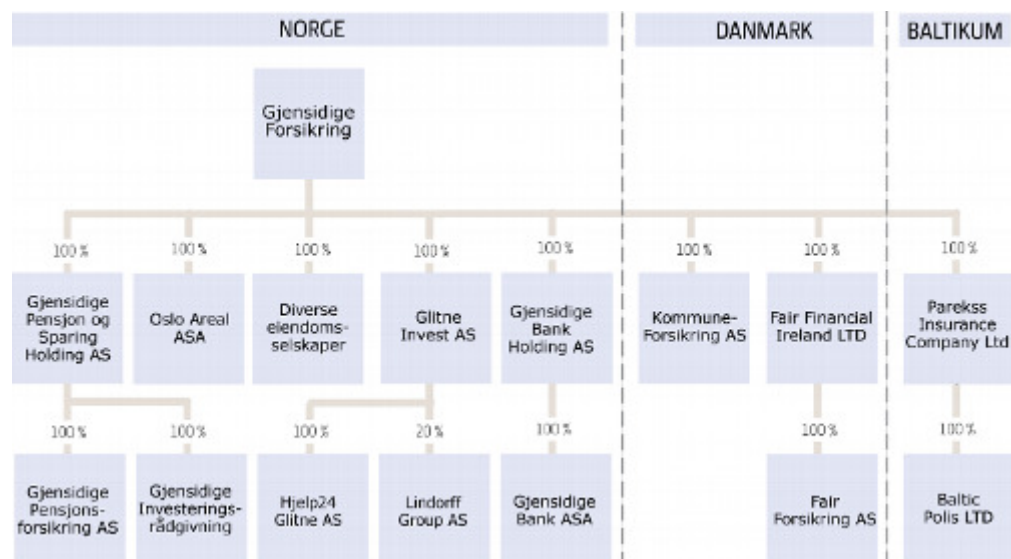 NORGE
DANMARK
BALTIKUM
Gjensidige
Forsikring
100 %
100 %
100 %
100 %
100 %
100 %
100 %
100 %
Gjensidige
Pensjon og
Sparing
Holding AS
Oslo Areal
ASA
Diverse
eiendoms-
selskaper
Glitne
Invest AS
Gjensidige
Bank
Holding AS
Kommune-
Forsikring AS
Fair Financial
Ireland LTD
Parekss
Insurance
Company Ltd
100 %
100 %
100 %
20 %
100 %
100 %
100 %
Gjensidige
Pensjons-
forsikring AS
Gjensidige
Investerings-
rådgivning
Hjelp24
Glitne AS
Lindorff
Group AS
Gjensidige
Bank ASA
Fair
Forsikring AS
Baltic
Polis LTD